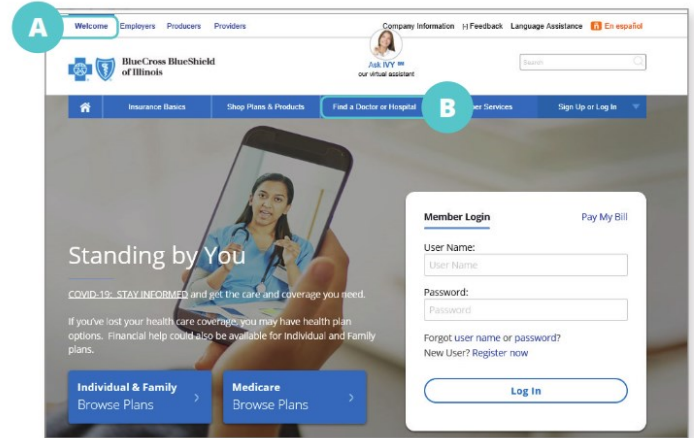 A
Welcome Employers Producers Providers Company Information [+] Feedback Language Assistance En español
BlueCross BlueShield
of Illinois
Ask IVY
our virtual assistant
Search
Insurance Basics Shop Plans & Products Find a Doctor or Hospital B Services Sign Up or Log In
Standing by You
COVID-19: STAY INFORMED and get the care and coverage you need.
If you've lost your health care coverage, you may have health plan
options. Financial help could also be available for Individual and Family
plans.
Individual & Family
Browse Plans
Medicare
Browse Plans
Member Login Pay My Bill
User Name:
User Name
Password:
Password
Forgot user name or password?
New User? Register now
Log In